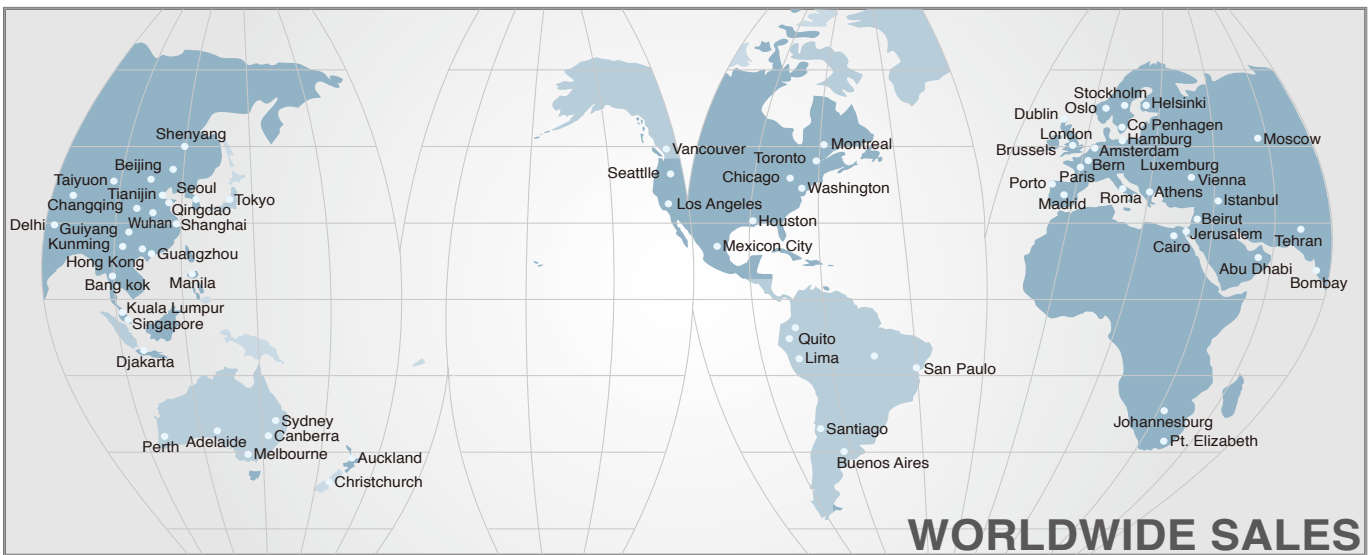 Shenyang
Beijing
Taiyuon
Tianjin
Seoul
Changqing
Qingdao
Tokyo
Delhi
Guiyang
Wuhan
Shanghai
Kunming
Guangzhou
Hong Kong
Bang kok
Manila
Kuala Lumpur
Singapore
Djakarta
Sydney
Perth
Adelaide
Canberra
Melbourne
Auckland
Christchurch
Vancouver
Montreal
Toronto
Seattlle
Chicago
Washington
Los Angeles
Houston
Mexicon City
Quito
Lima
San Paulo
Santiago
Buenos Aires
Stockholm
Oslo
Helsinki
Dublin
London
Co Penhagen
Hamburg
Brussels
Amsterdam
Moscow
Bern
Luxemburg
Porto
Paris
Vienna
Madrid
Roma
Athens
Istanbul
Beirut
Jerusalem
Cairo
Tehran
Abu Dhabi
Bombay
Johannesburg
Pt. Elizabeth
WORLDWIDE SALES